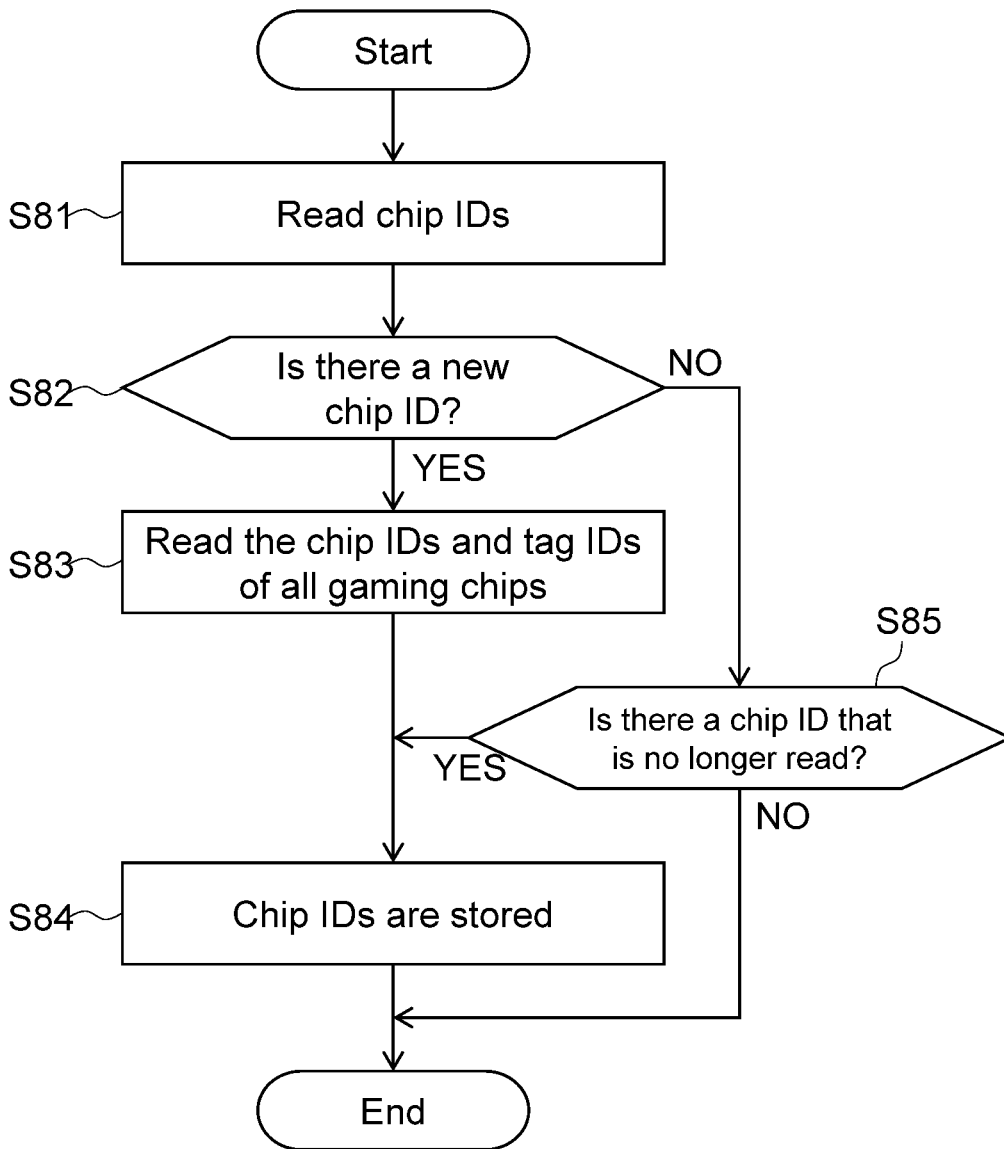 Start
S81
Read chip IDs
S82
Is there a new
chip ID?
NO
YES
S83
Read the chip IDs and tag IDs
of all gaming chips
S85
Is there a chip ID that
is no longer read?
YES
NO
S84
Chip IDs are stored
End